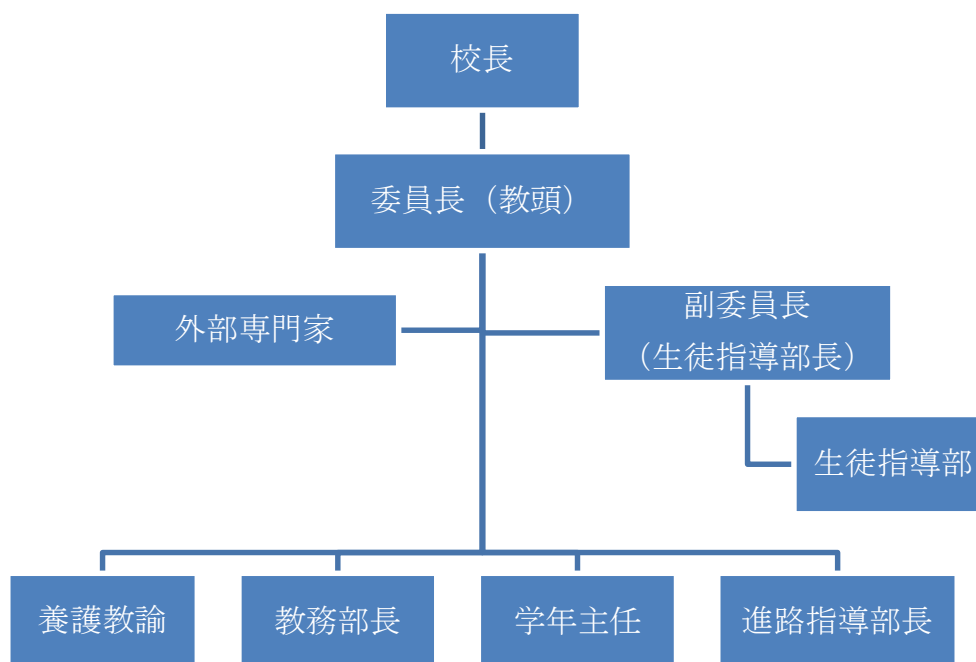 校長
委員長（教頭）
外部専門家
副委員長
（生徒指導部長）
生徒指導部
養護教諭
教務部長
学年主任
進路指導部長